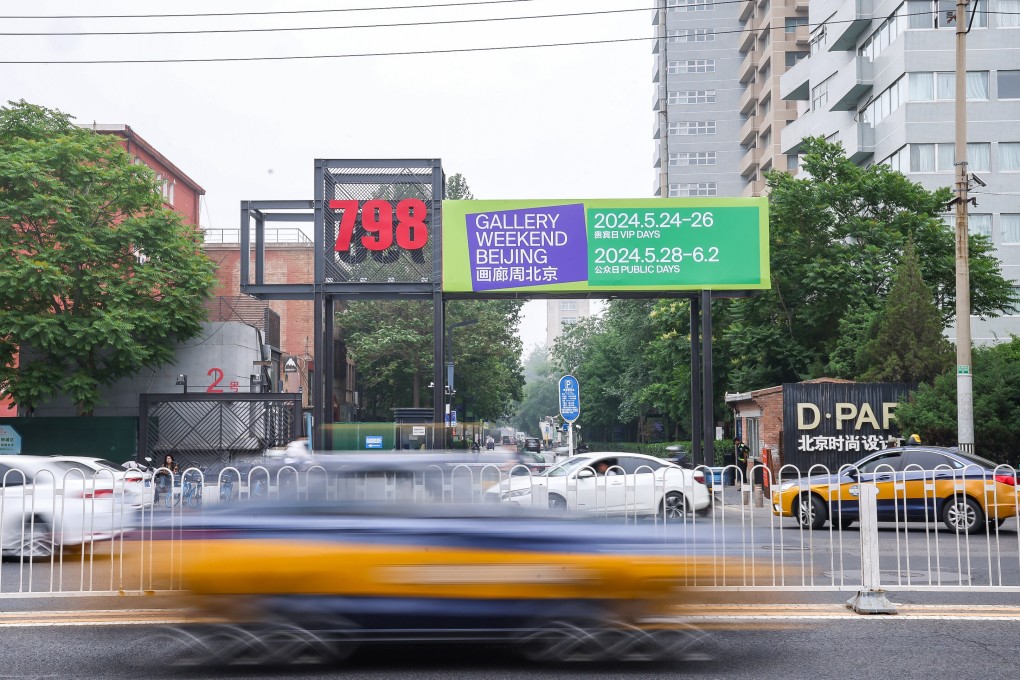 798
GALLERY
WEEKEND
BEIJING
画廊周北京
2024.5.24–26
贵宾日 VIP DAYS
2024.5.28–6.2
公众日 PUBLIC DAYS
2号
P
D·PAR
北京时尚设计